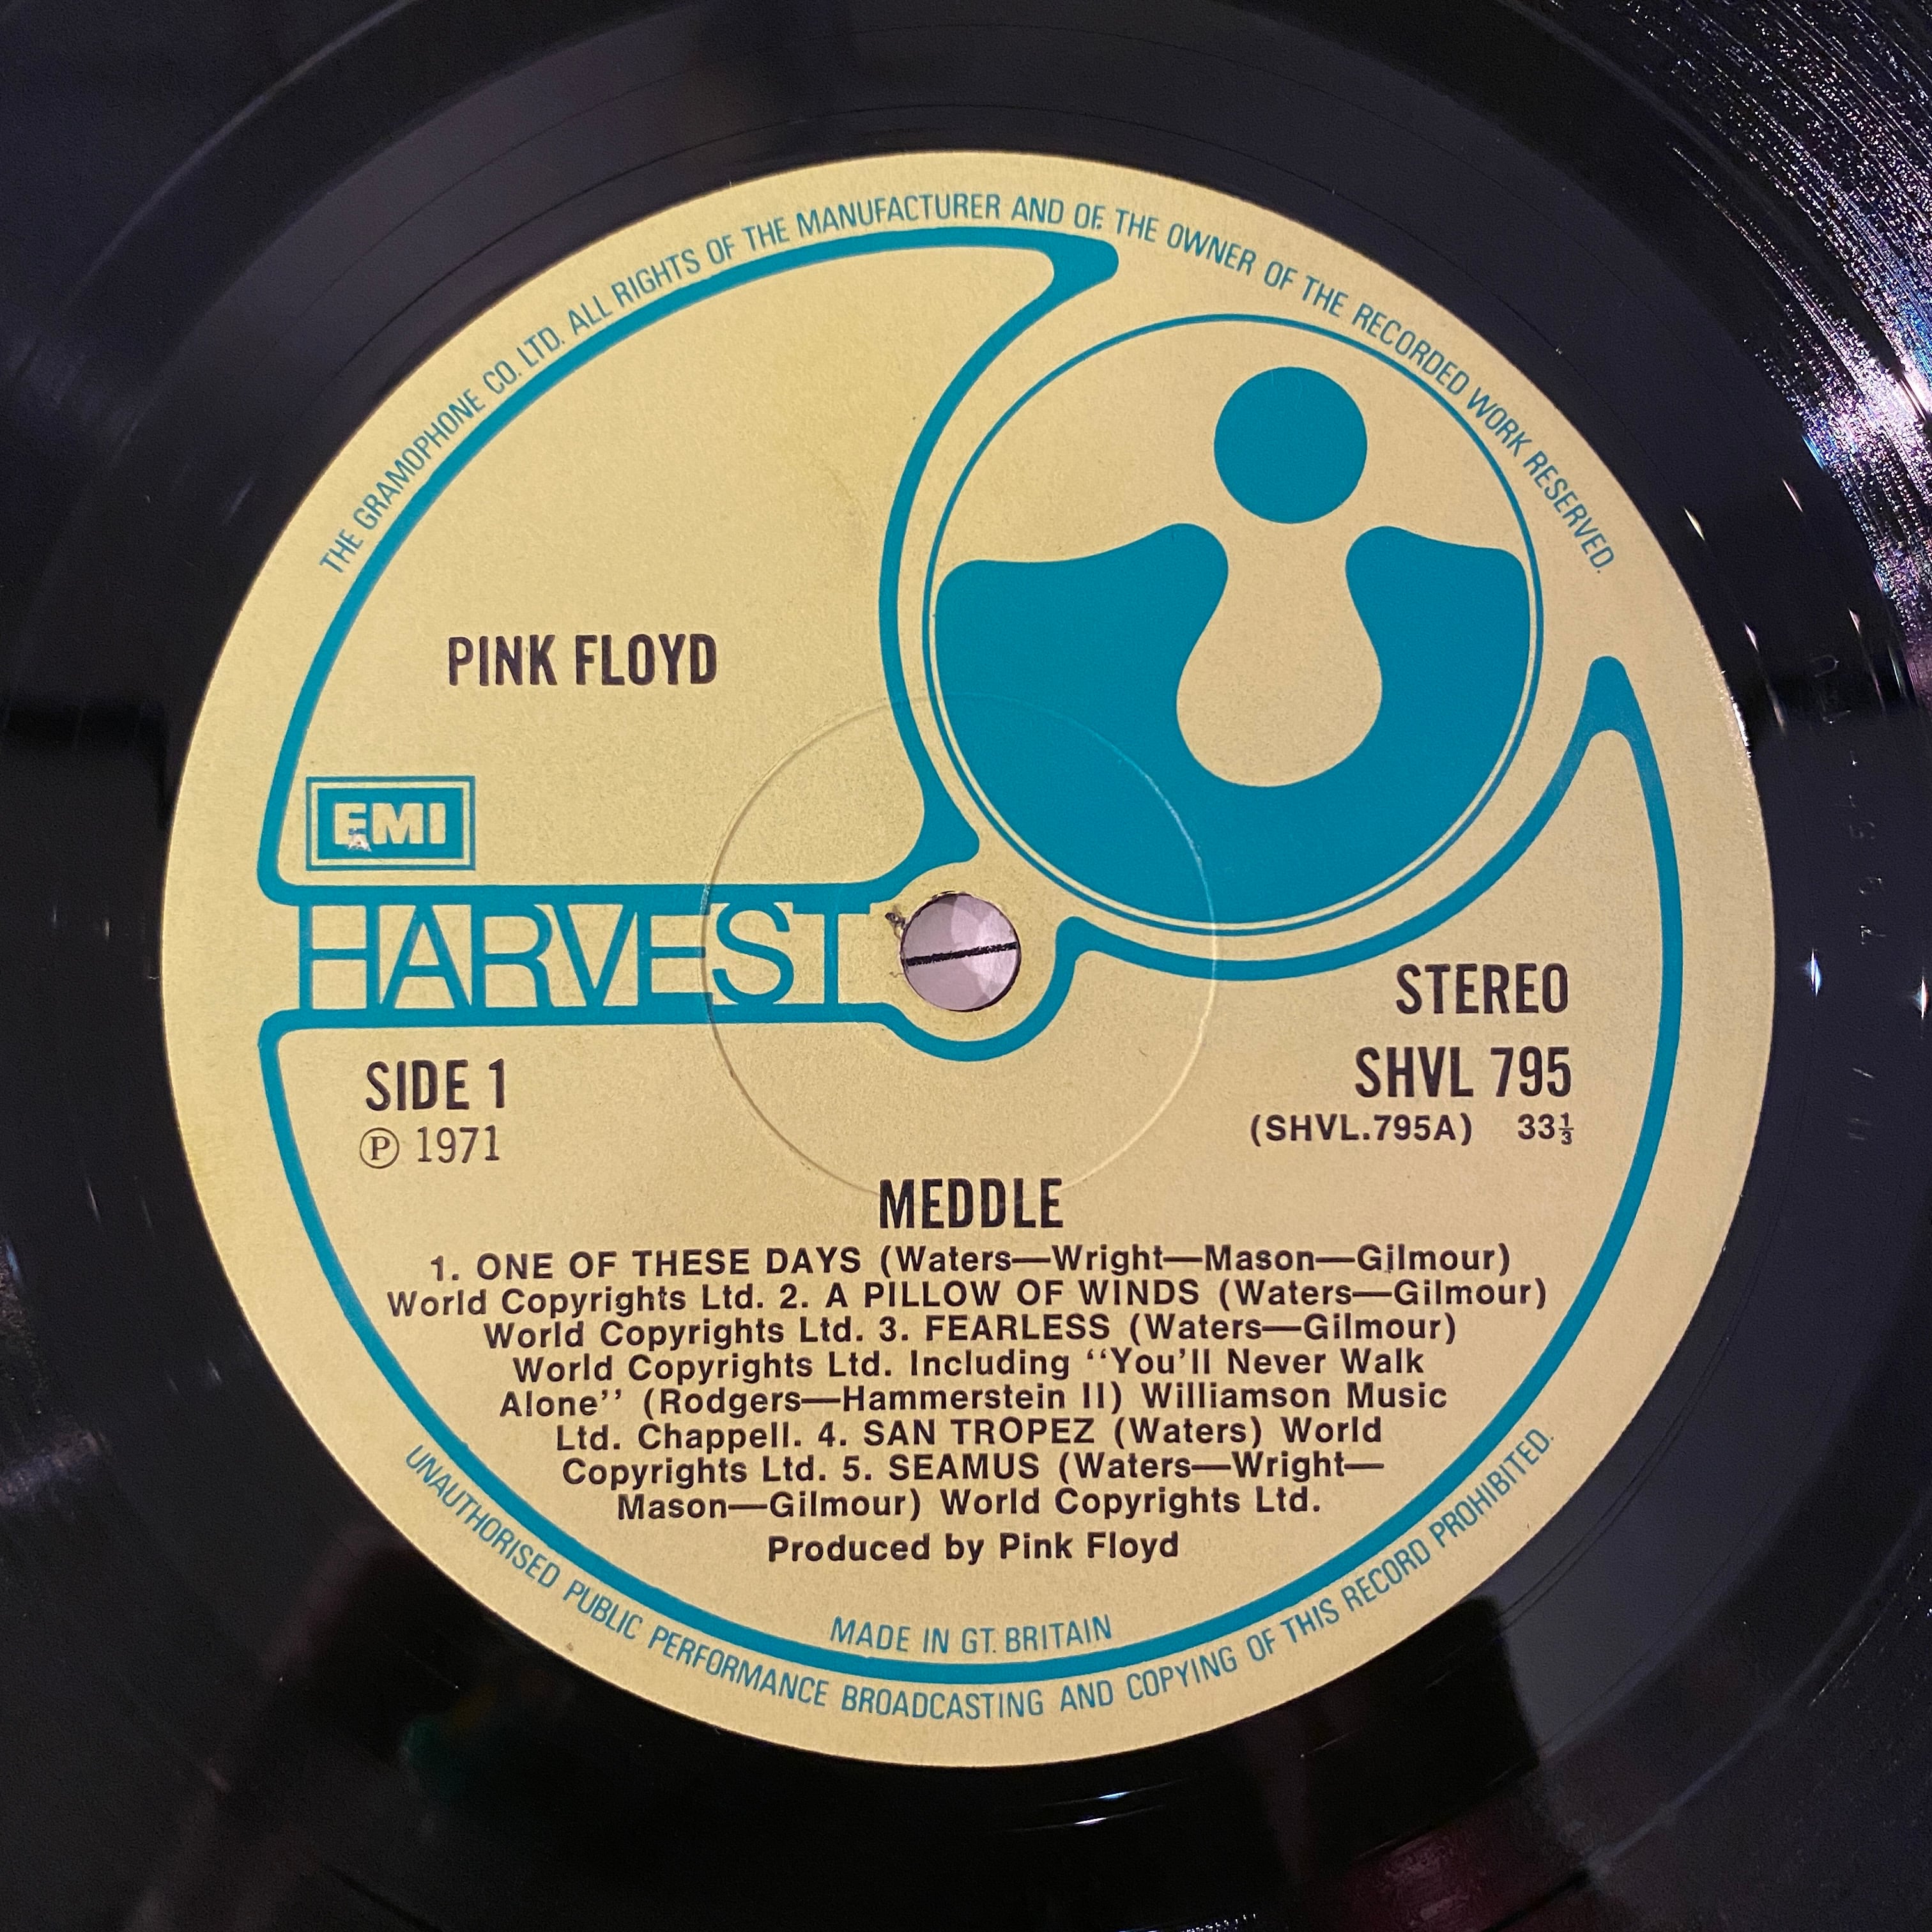 THE GRAMOPHONE CO. LTD. ALL RIGHTS OF THE MANUFACTURER AND OF THE OWNER OF THE RECORDED WORK RESERVED.
PINK FLOYD
EMI
HARVEST
STEREO
SIDE 1
SHVL 795
℗ 1971
(SHVL.795A) 33⅓
MEDDLE
1. ONE OF THESE DAYS (Waters—Wright—Mason—Gilmour)
World Copyrights Ltd. 2. A PILLOW OF WINDS (Waters—Gilmour)
World Copyrights Ltd. 3. FEARLESS (Waters—Gilmour)
World Copyrights Ltd. Including “You’ll Never Walk
Alone” (Rodgers—Hammerstein II) Williamson Music
Ltd. Chappell. 4. SAN TROPEZ (Waters) World
Copyrights Ltd. 5. SEAMUS (Waters—Wright—
Mason—Gilmour) World Copyrights Ltd.
Produced by Pink Floyd
MADE IN GT. BRITAIN
UNAUTHORISED PUBLIC PERFORMANCE BROADCASTING AND COPYING OF THIS RECORD PROHIBITED.